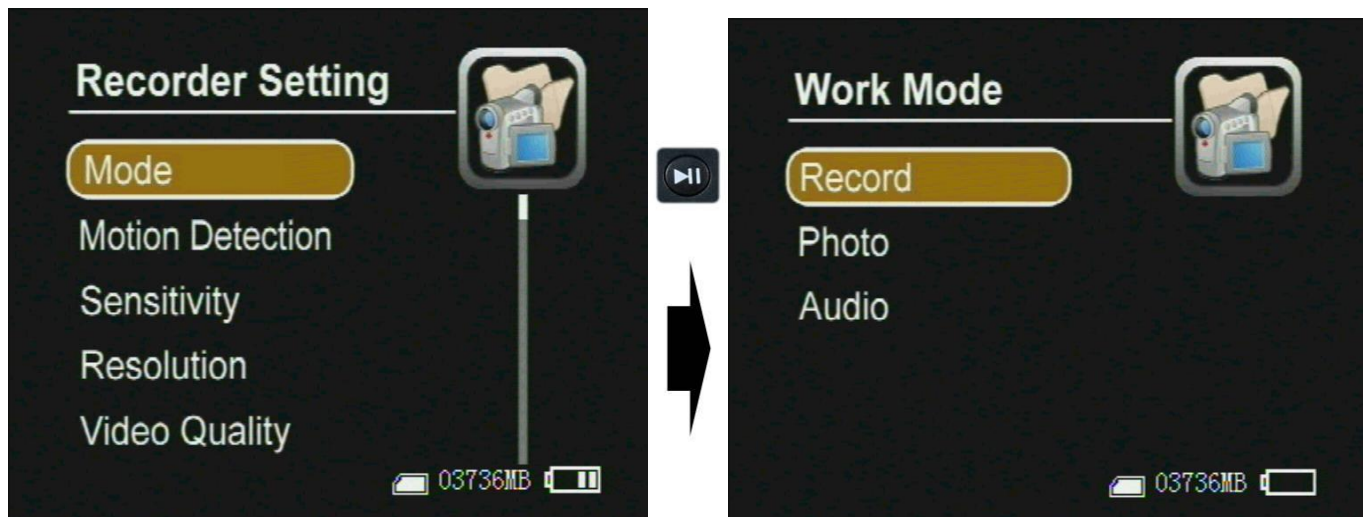 Recorder Setting
Mode
Motion Detection
Sensitivity
Resolution
Video Quality
03736MB
Work Mode
Record
Photo
Audio
03736MB